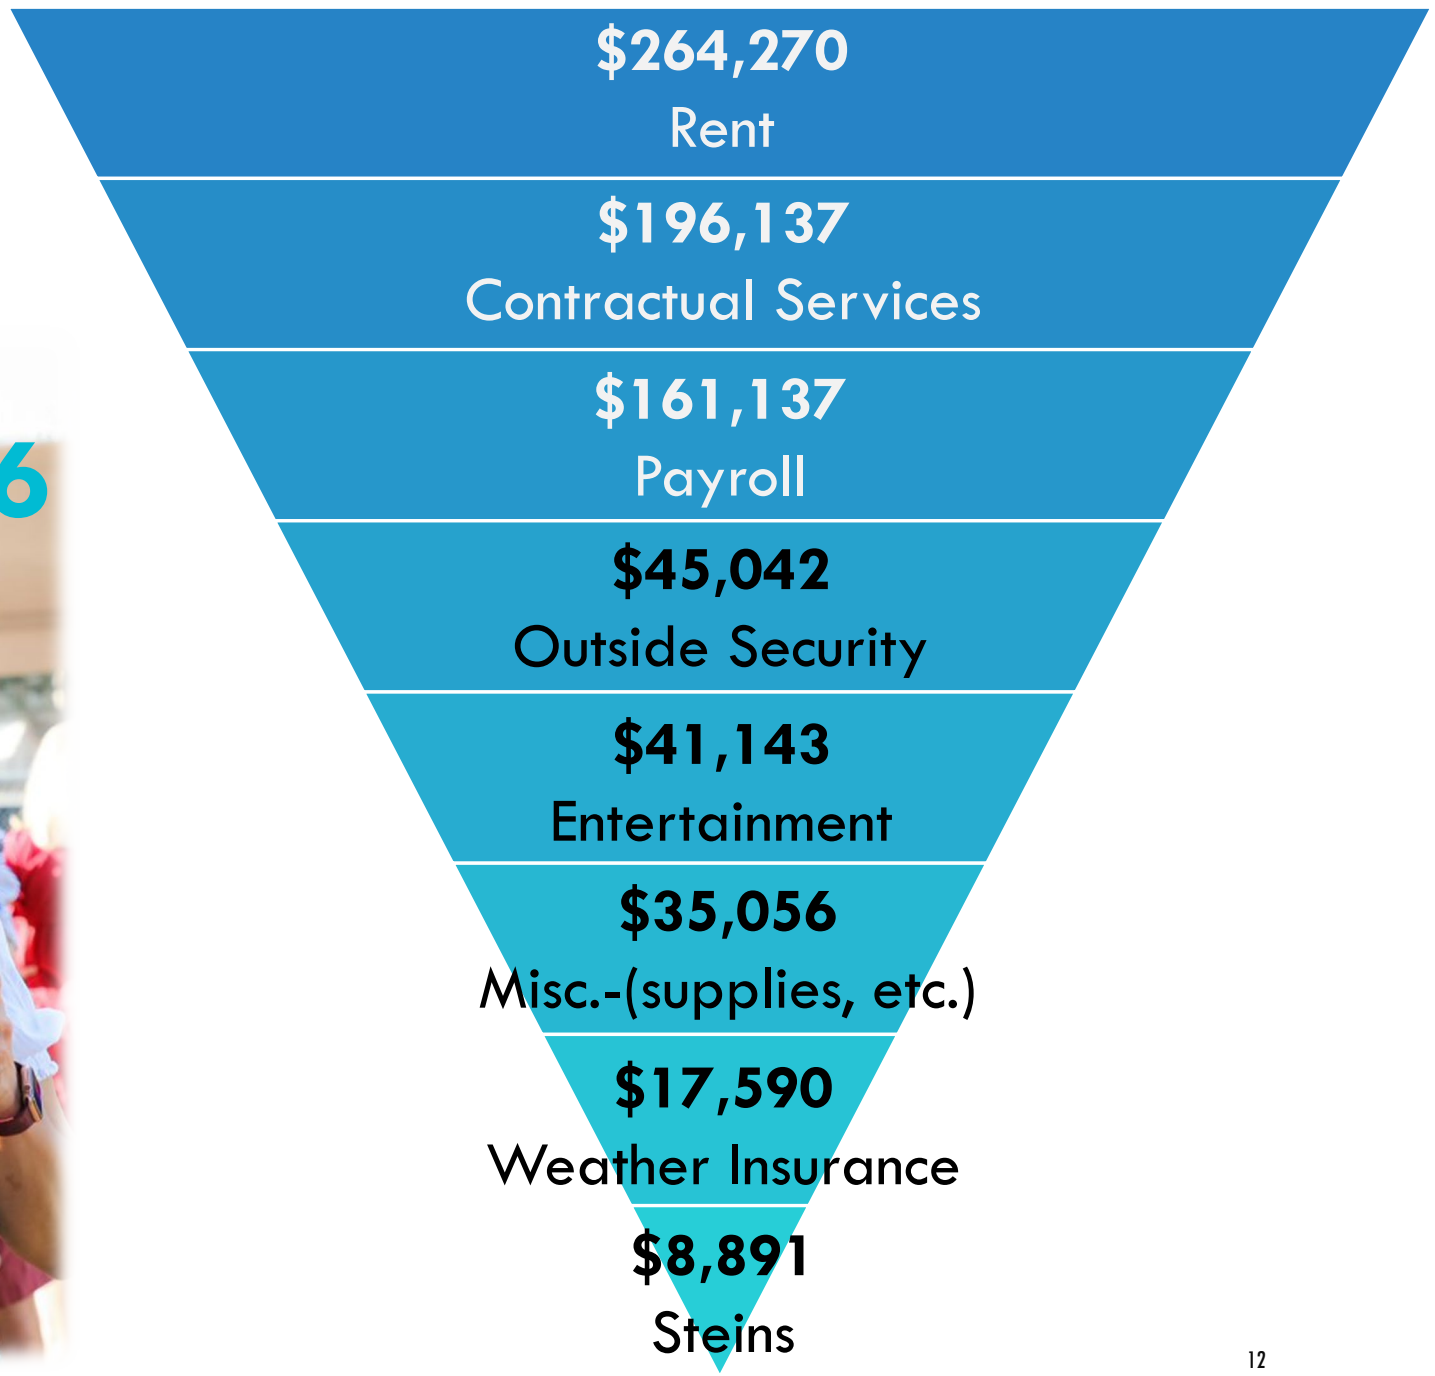 $264,270
Rent
$196,137
Contractual Services
$161,137
Payroll
6
$45,042
Outside Security
$41,143
Entertainment
$35,056
Misc.-(supplies, etc.)
$17,590
Weather Insurance
$8,891
Steins
12